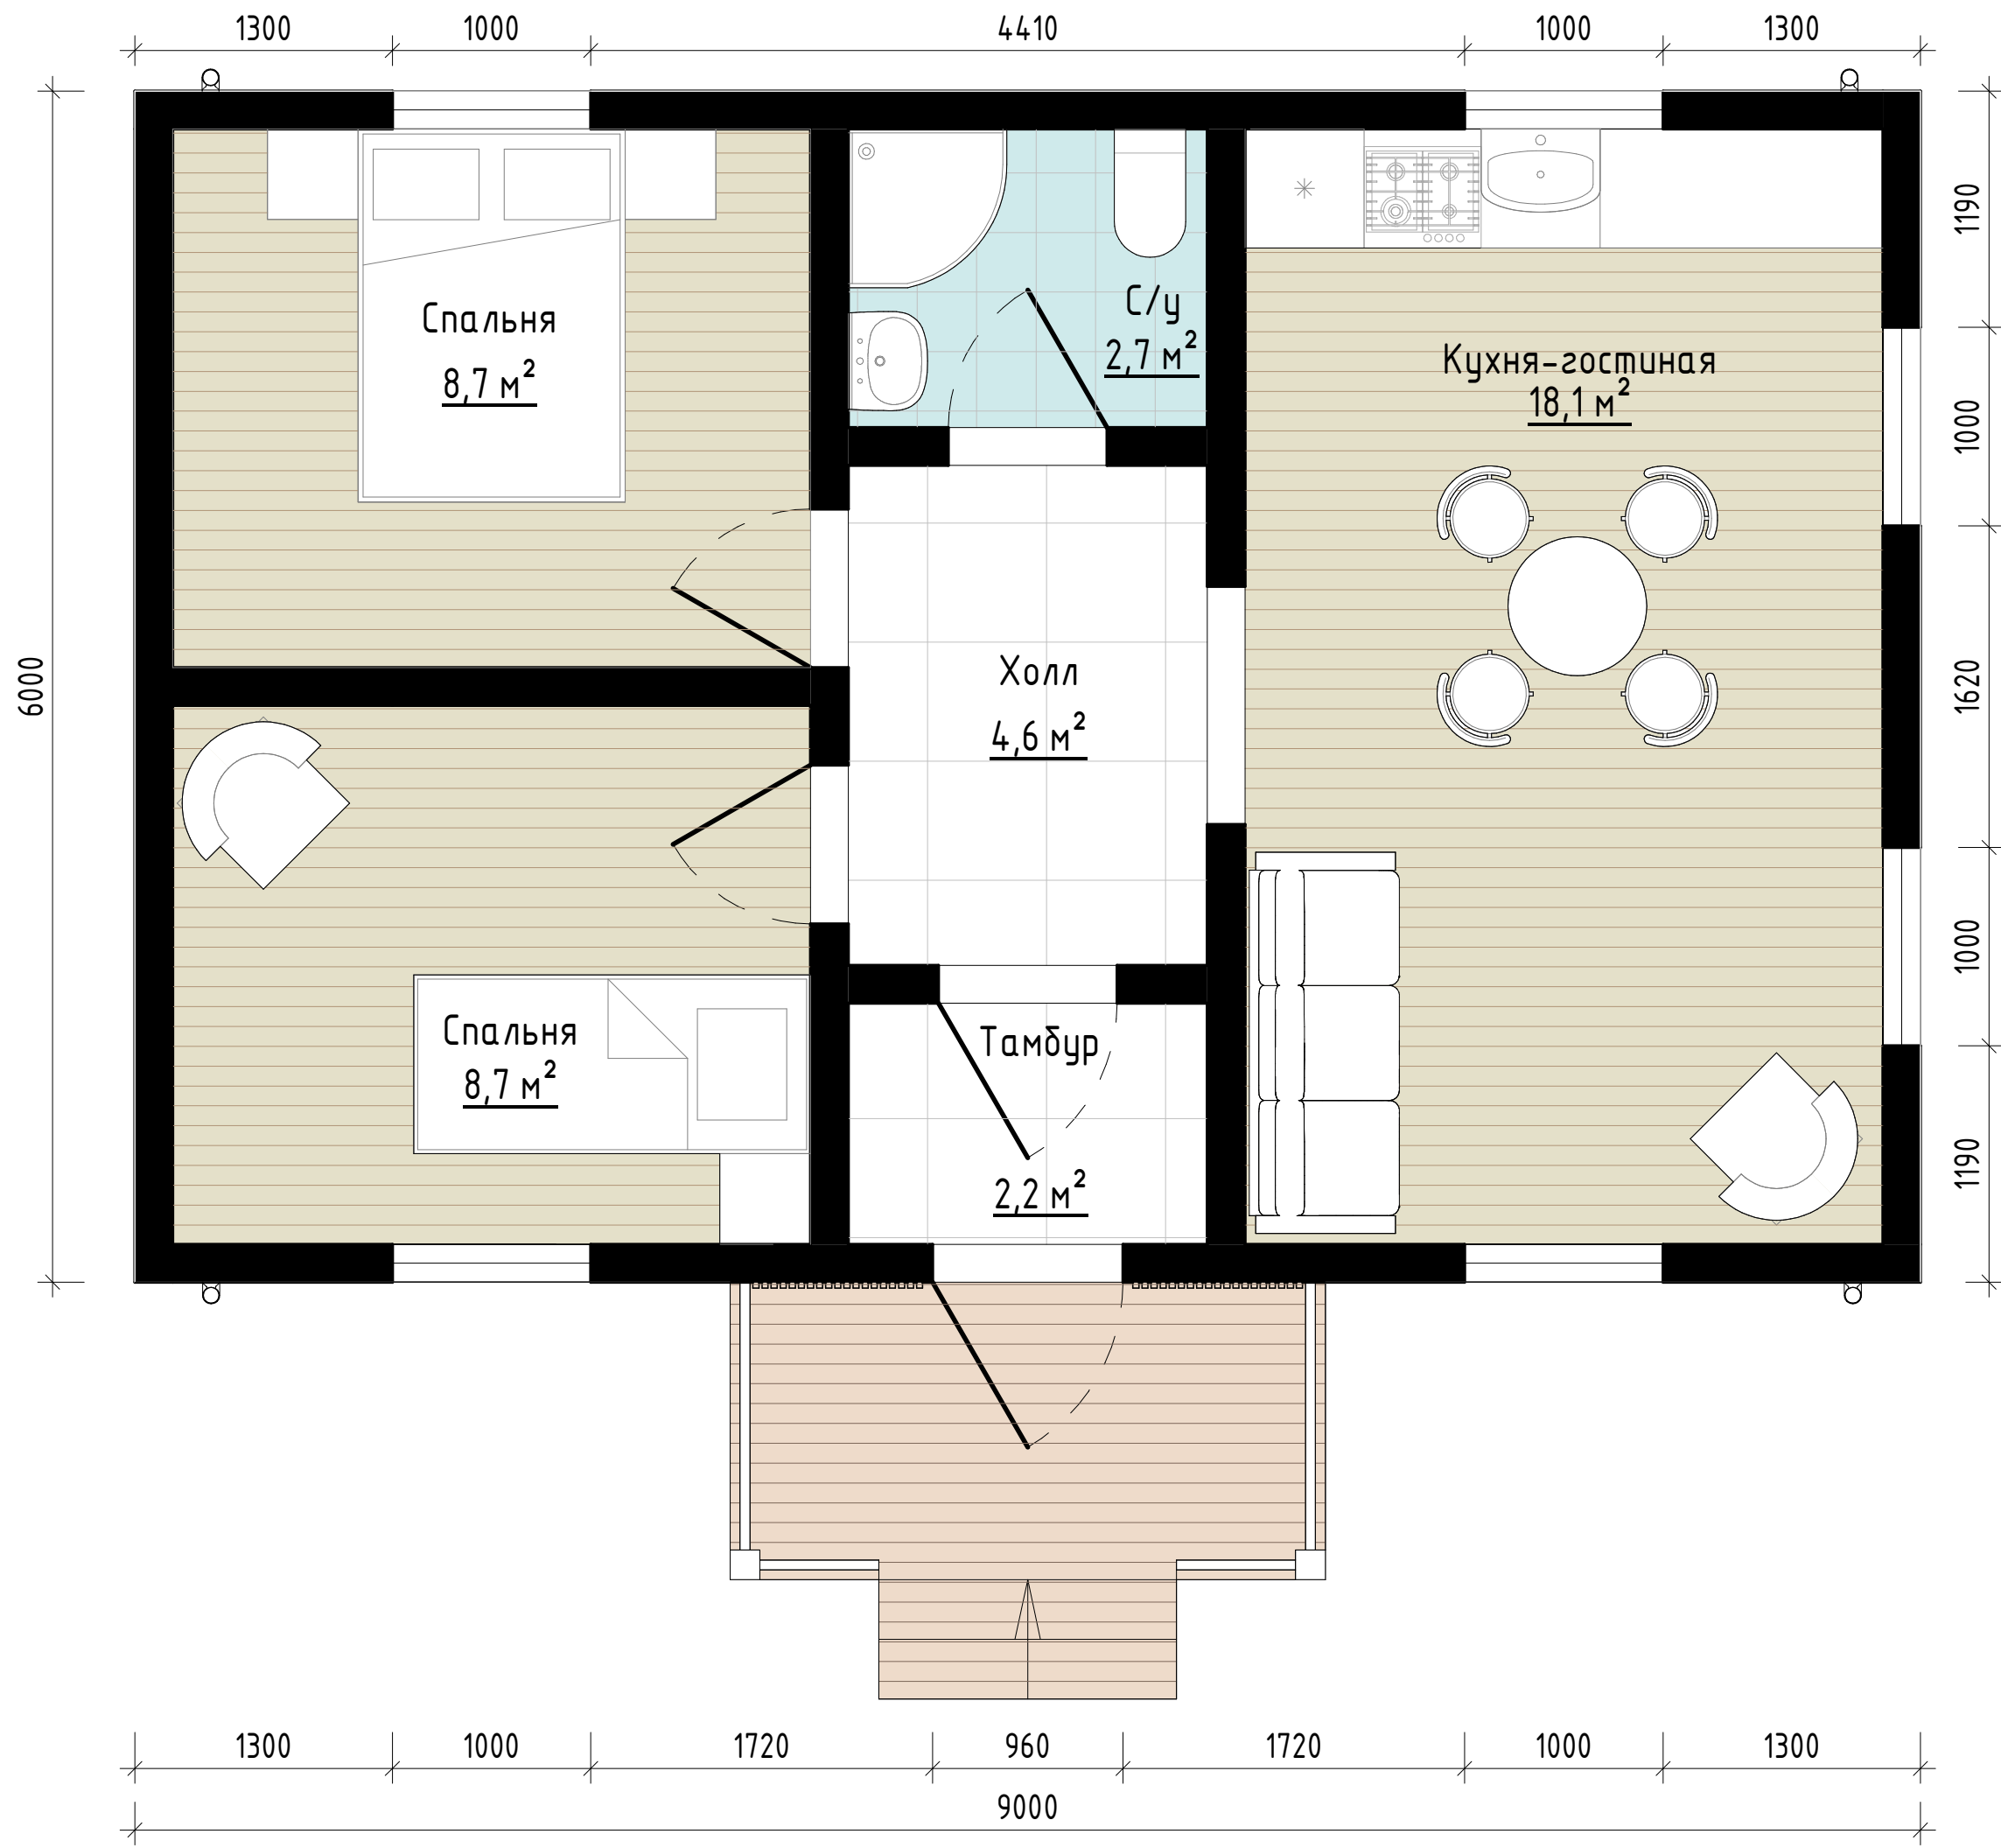 1300 1000 4410 1000 1300
6000
1190
1000
1620
1000
1190
Спальня
8,7 м²
С/у
2,7 м²
Кухня-гостиная
18,1 м²
Холл
4,6 м²
Спальня
8,7 м²
Тамбур
2,2 м²
1300 1000 1720 960 1720 1000 1300
9000